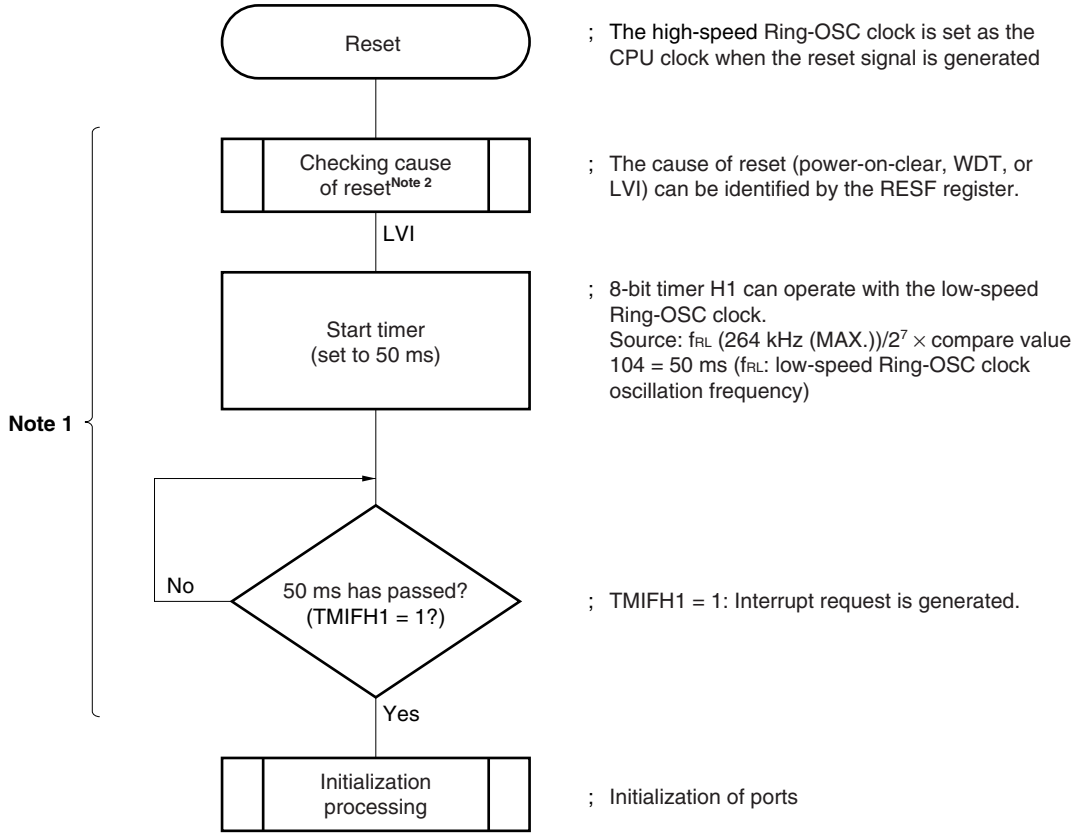 Reset
; The high-speed Ring-OSC clock is set as the
CPU clock when the reset signal is generated
Checking cause
of reset Note 2
; The cause of reset (power-on-clear, WDT, or
LVI) can be identified by the RESF register.
LVI
Start timer
(set to 50 ms)
; 8-bit timer H1 can operate with the low-speed
Ring-OSC clock.
Source: fRL (264 kHz (MAX.))/2⁷ × compare value
104 = 50 ms (fRL: low-speed Ring-OSC clock
oscillation frequency)
Note 1
No
50 ms has passed?
(TMIFH1 = 1?)
; TMIFH1 = 1: Interrupt request is generated.
Yes
Initialization
processing
; Initialization of ports